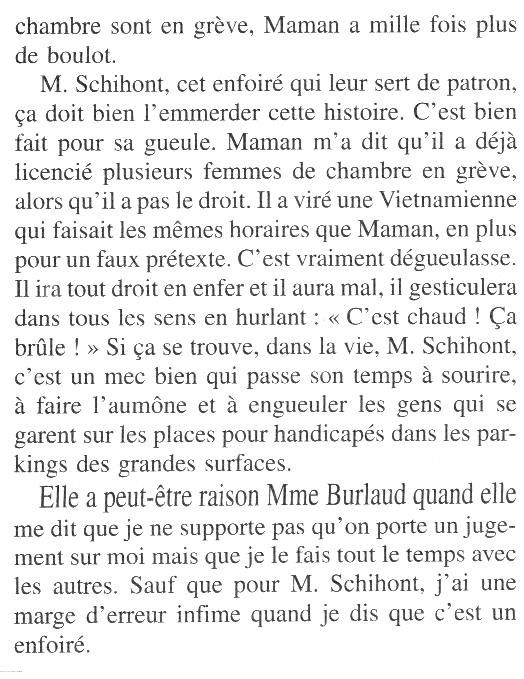 chambre sont en grève, Maman a mille fois plus
de boulot.
M. Schihont, cet enfoiré qui leur sert de patron,
ça doit bien l'emmerder cette histoire. C'est bien
fait pour sa gueule. Maman m'a dit qu'il a déjà
licencié plusieurs femmes de chambre en grève,
alors qu'il a pas le droit. Il a viré une Vietnamienne
qui faisait les mêmes horaires que Maman, en plus
pour un faux prétexte. C'est vraiment dégueulasse.
Il ira tout droit en enfer et il aura mal, il gesticulera
dans tous les sens en hurlant : « C'est chaud ! Ça
brûle ! » Si ça se trouve, dans la vie, M. Schihont,
c'est un mec bien qui passe son temps à sourire,
à faire l'aumône et à engueuler les gens qui se
garent sur les places pour handicapés dans les par-
kings des grandes surfaces.
Elle a peut-être raison Mme Burlaud quand elle
me dit que je ne supporte pas qu'on porte un juge-
ment sur moi mais que je le fais tout le temps avec
les autres. Sauf que pour M. Schihont, j'ai une
marge d'erreur infime quand je dis que c'est un
enfoiré.